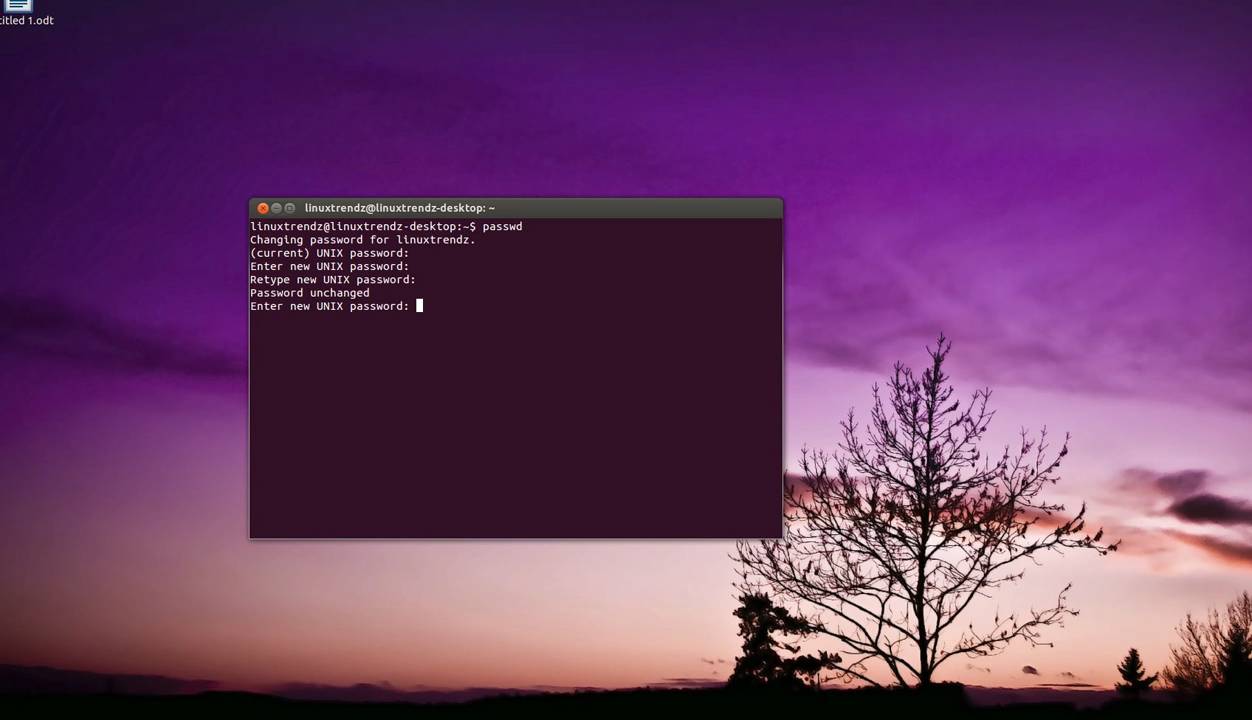 titled 1.odt
linuxtrendz@linuxtrendz-desktop: ~
linuxtrendz@linuxtrendz-desktop:~$ passwd
Changing password for linuxtrendz.
(current) UNIX password:
Enter new UNIX password:
Retype new UNIX password:
Password unchanged
Enter new UNIX password: